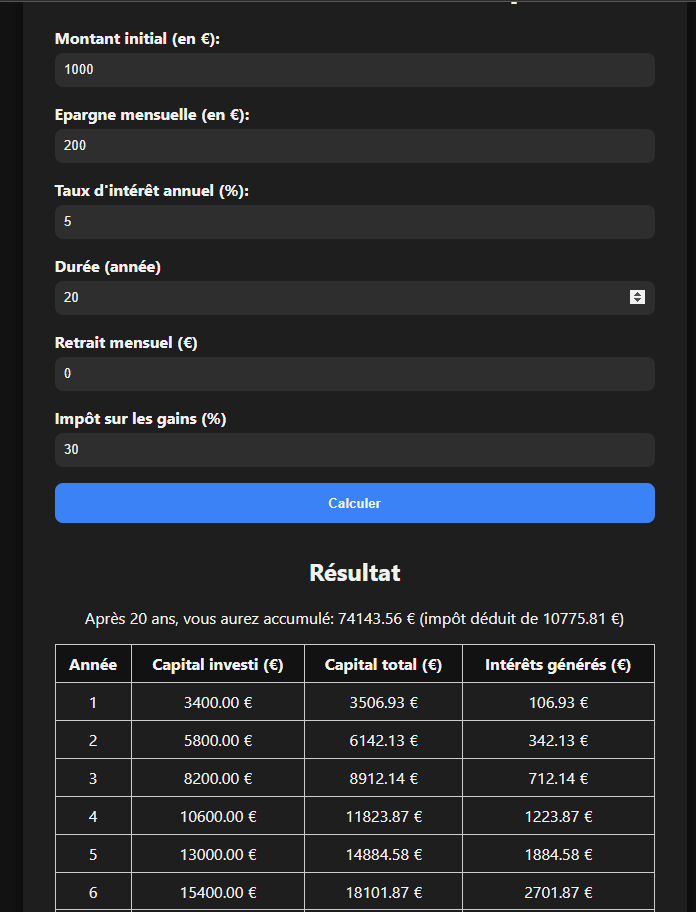 Montant initial (en €):
1000
Epargne mensuelle (en €):
200
Taux d'intérêt annuel (%):
5
Durée (année)
20
Retrait mensuel (€)
0
Impôt sur les gains (%)
30
Calculer
Résultat
Après 20 ans, vous aurez accumulé: 74143.56 € (impôt déduit de 10775.81 €)
Année Capital investi (€) Capital total (€) Intérêts générés (€)
1 3400.00 € 3506.93 € 106.93 €
2 5800.00 € 6142.13 € 342.13 €
3 8200.00 € 8912.14 € 712.14 €
4 10600.00 € 11823.87 € 1223.87 €
5 13000.00 € 14884.58 € 1884.58 €
6 15400.00 € 18101.87 € 2701.87 €